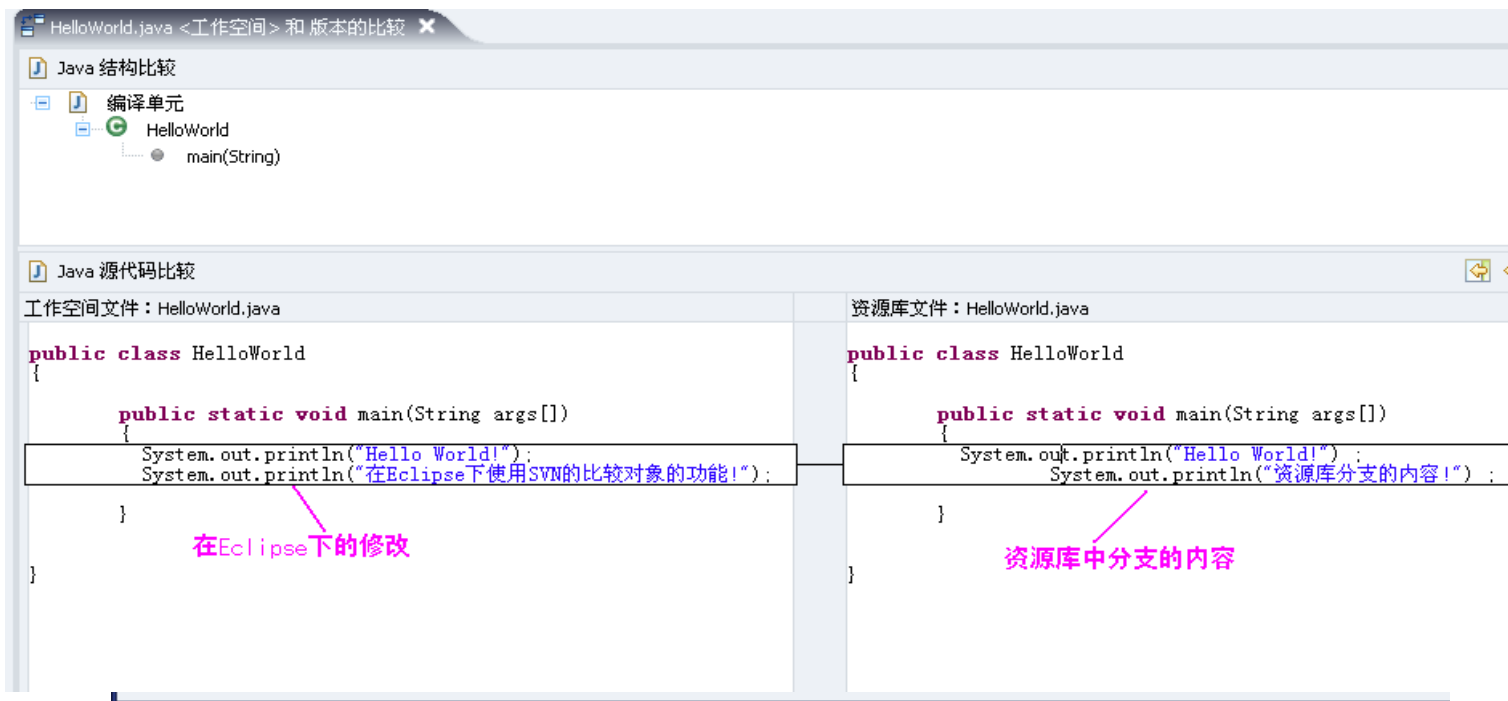 HelloWorld.java <工作空间> 和 版本的比较
Java 结构比较
编译单元
HelloWorld
main(String)
Java 源代码比较
工作空间文件：HelloWorld.java
public class HelloWorld
{
public static void main(String args[])
{
System.out.println("Hello World!");
System.out.println("在Eclipse下使用SVN的比较对象的功能!");
}
在Eclipse下的修改
}
资源库文件：HelloWorld.java
public class HelloWorld
{
public static void main(String args[])
{
System.out.println("Hello World!") ;
System.out.println("资源库分支的内容!") ;
}
资源库中分支的内容
}